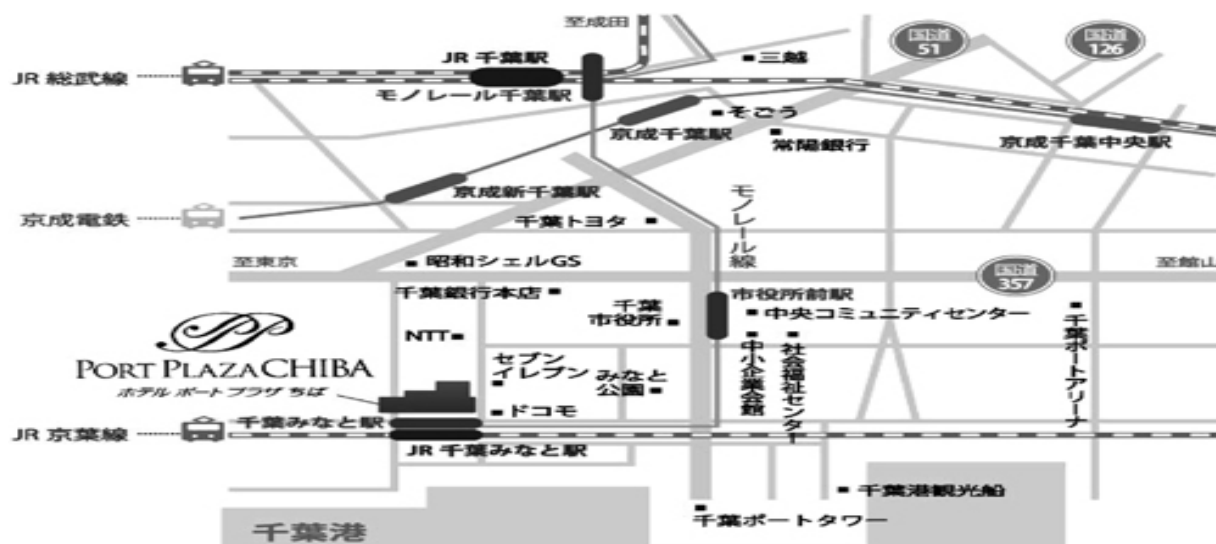 至成田
国道
51
国道
126
JR 千葉駅
三越
JR 総武線
モノレール千葉駅
そごう
京成千葉駅
常陽銀行
京成千葉中央駅
京成新千葉駅
京成電鉄
千葉トヨタ
モノレール線
至東京
昭和シェルGS
国道
357
至館山
千葉銀行本店
市役所前駅
千葉
市役所
中央コミュニティセンター
NTT
中小企業会館
社会福祉センター
千葉ポートアリーナ
PORT PLAZA CHIBA
ホテル ポート プラザ ちば
セブン
イレブン
みなと
公園
ドコモ
千葉みなと駅
JR 京葉線
JR 千葉みなと駅
千葉港観光船
千葉ポートタワー
千葉港